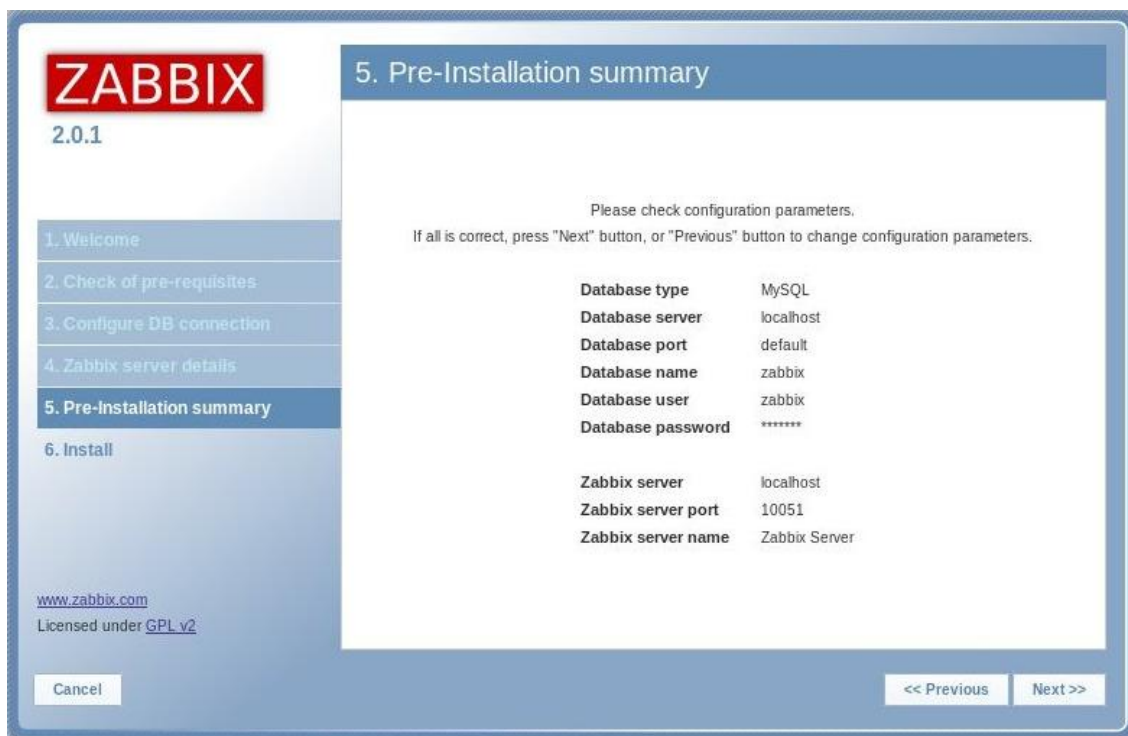 ZABBIX
2.0.1
1. Welcome
2. Check of pre-requisites
3. Configure DB connection
4. Zabbix server details
5. Pre-Installation summary
6. Install
www.zabbix.com
Licensed under GPL v2
5. Pre-Installation summary
Please check configuration parameters.
If all is correct, press "Next" button, or "Previous" button to change configuration parameters.
Database type MySQL
Database server localhost
Database port default
Database name zabbix
Database user zabbix
Database password *******
Zabbix server localhost
Zabbix server port 10051
Zabbix server name Zabbix Server
Cancel
<< Previous
Next >>